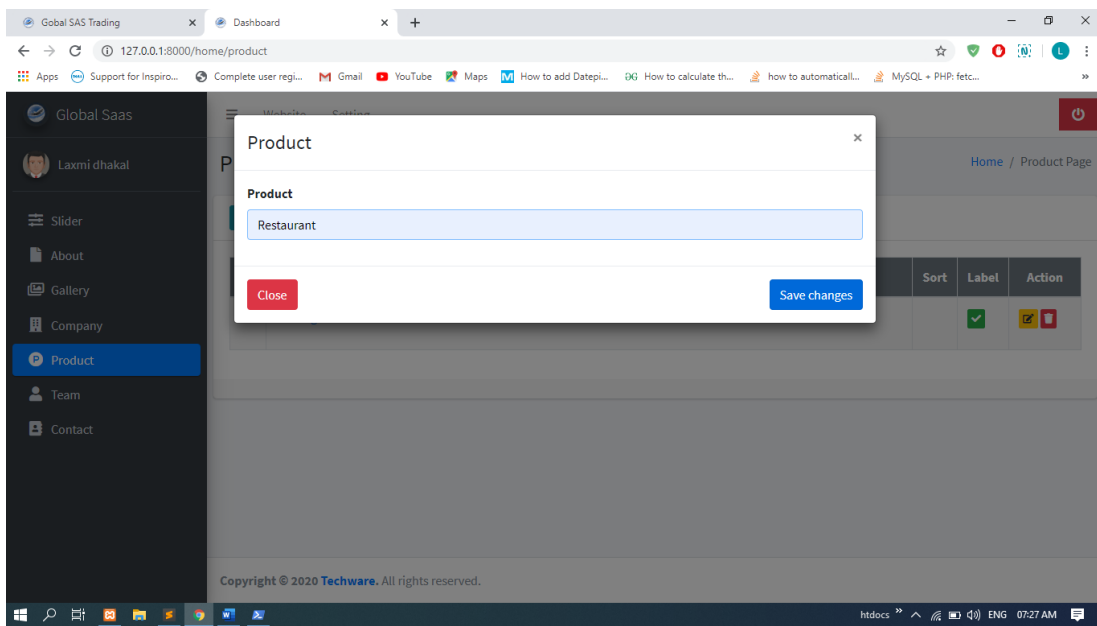 Gobal SAS Trading
Dashboard
127.0.0.1:8000/home/product
Apps Support for Inspiro... Complete user regi... Gmail YouTube Maps How to add Datepi... How to calculate th... how to automaticall... MySQL + PHP: fetc...
Global Saas
Website Setting
Laxmi dhakal
Home / Product Page
Product
Product
Restaurant
Close
Save changes
Sort Label Action
Slider
About
Gallery
Company
Product
Team
Contact
Copyright © 2020 Techware. All rights reserved.
htdocs ENG 07:27 AM